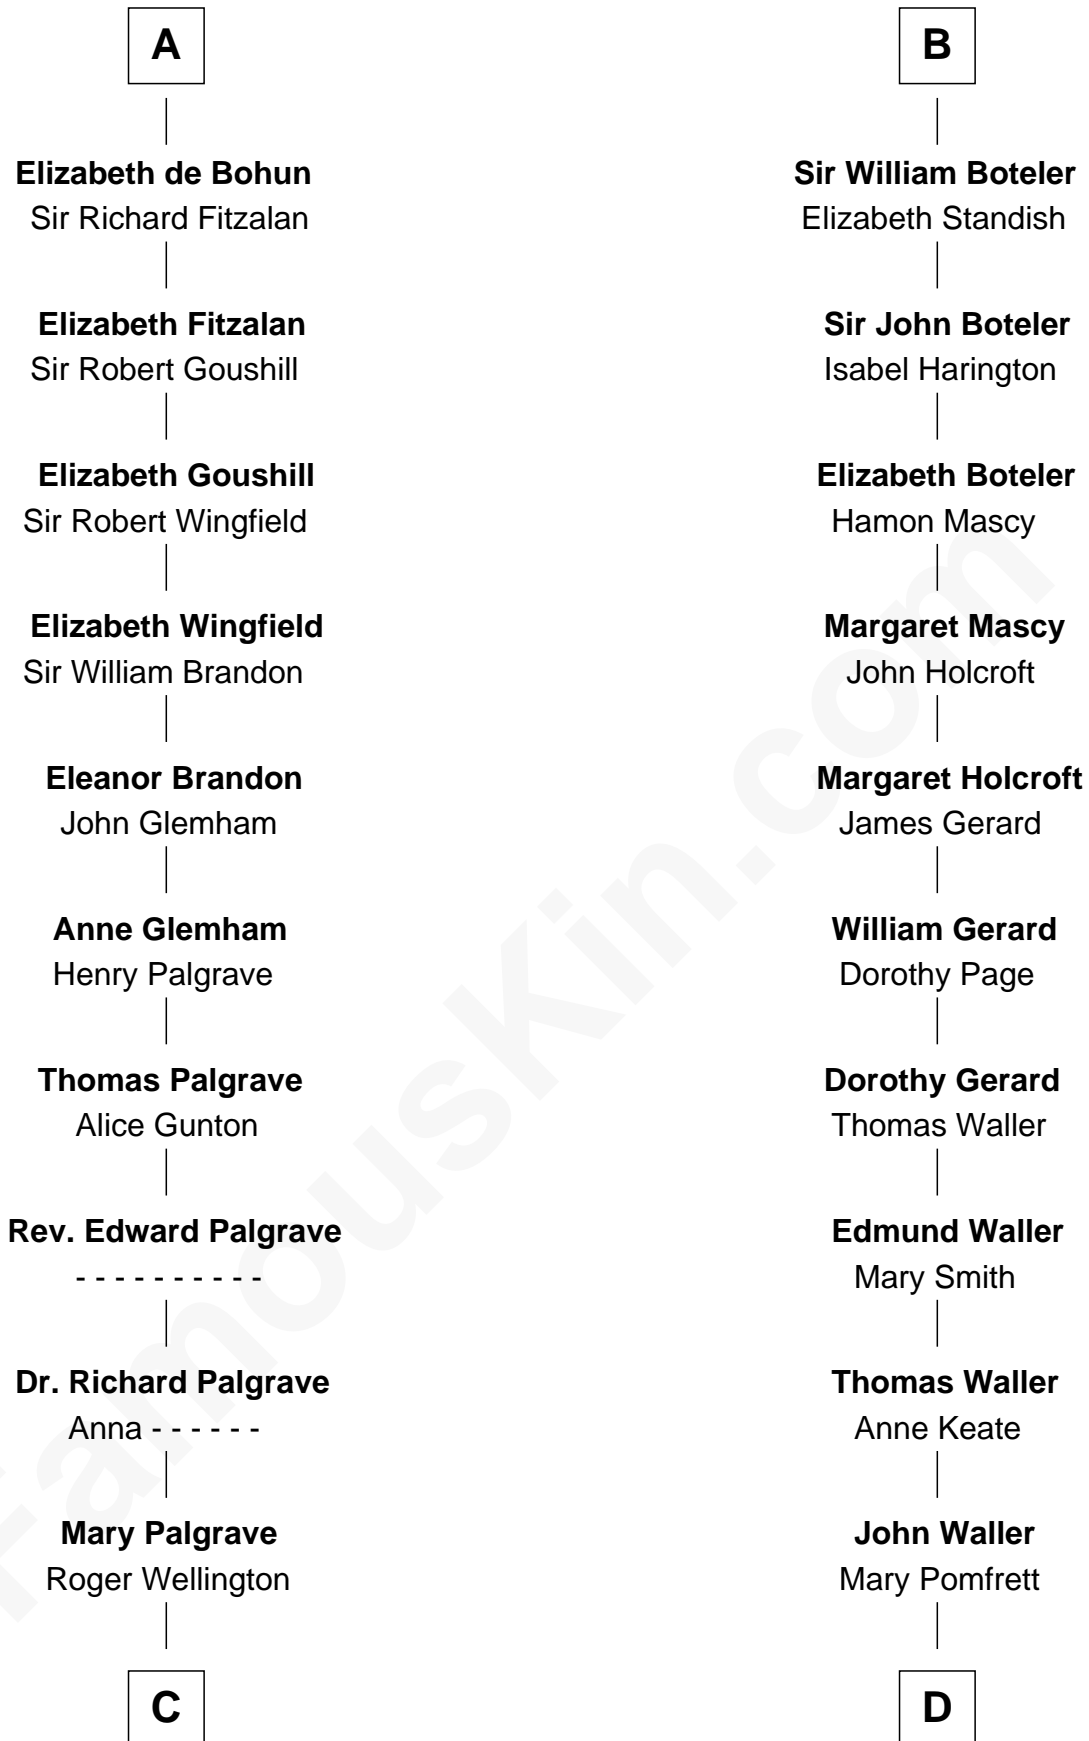 A
Elizabeth de Bohun
Sir Richard Fitzalan
Elizabeth Fitzalan
Sir Robert Goushill
Elizabeth Goushill
Sir Robert Wingfield
Elizabeth Wingfield
Sir William Brandon
Eleanor Brandon
John Glemham
Anne Glemham
Henry Palgrave
Thomas Palgrave
Alice Gunton
Rev. Edward Palgrave
- - - - - - - - - -
Dr. Richard Palgrave
Anna - - - - - -
Mary Palgrave
Roger Wellington
C
B
Sir William Boteler
Elizabeth Standish
Sir John Boteler
Isabel Harington
Elizabeth Boteler
Hamon Mascy
Margaret Mascy
John Holcroft
Margaret Holcroft
James Gerard
William Gerard
Dorothy Page
Dorothy Gerard
Thomas Waller
Edmund Waller
Mary Smith
Thomas Waller
Anne Keate
John Waller
Mary Pomfrett
D
FamousKin.com